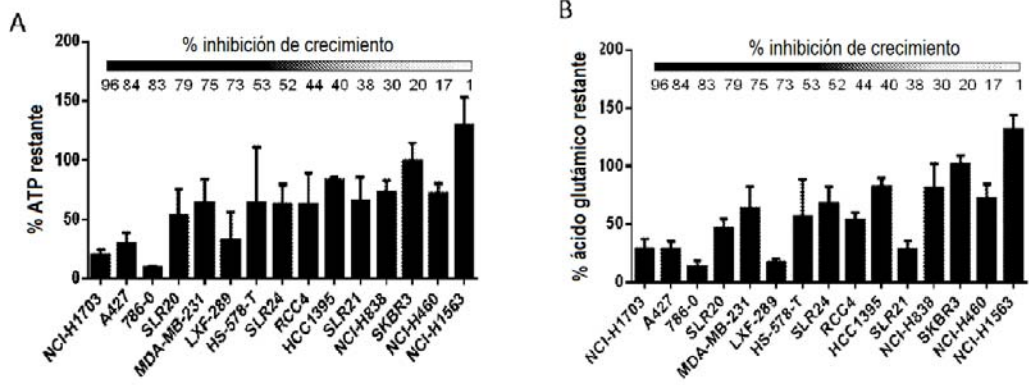 A
% inhibición de crecimiento
96 84 83 79 75 73 53 52 44 40 38 30 20 17 1
200
150
100
50
0
% ATP restante
NCI-H1703
A427
786-0
SLR20
MDA-MB-231
LXF-289
HS-578-T
SLR24
RCC4
HCC1395
SLR21
NCI-H838
SKBR3
NCI-H460
NCI-H1563
B
% inhibición de crecimiento
96 84 83 79 75 73 53 52 44 40 38 30 20 17 1
200
150
100
50
0
% ácido glutámico restante
NCI-H1703
A427
786-0
SLR20
MDA-MB-231
LXF-289
HS-578-T
SLR24
RCC4
HCC1395
SLR21
NCI-H838
SKBR3
NCI-H460
NCI-H1563